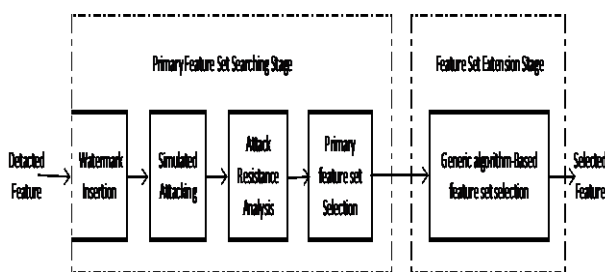 Primary Feature Set Searching Stage
Feature Set Extension Stage
Detacted
Feature
Watermark
Insertion
Simulated
Attacking
Attack
Resistance
Analysis
Primary
feature set
Selection
Generic algorithm-Based
feature set selection
Selected
Feature